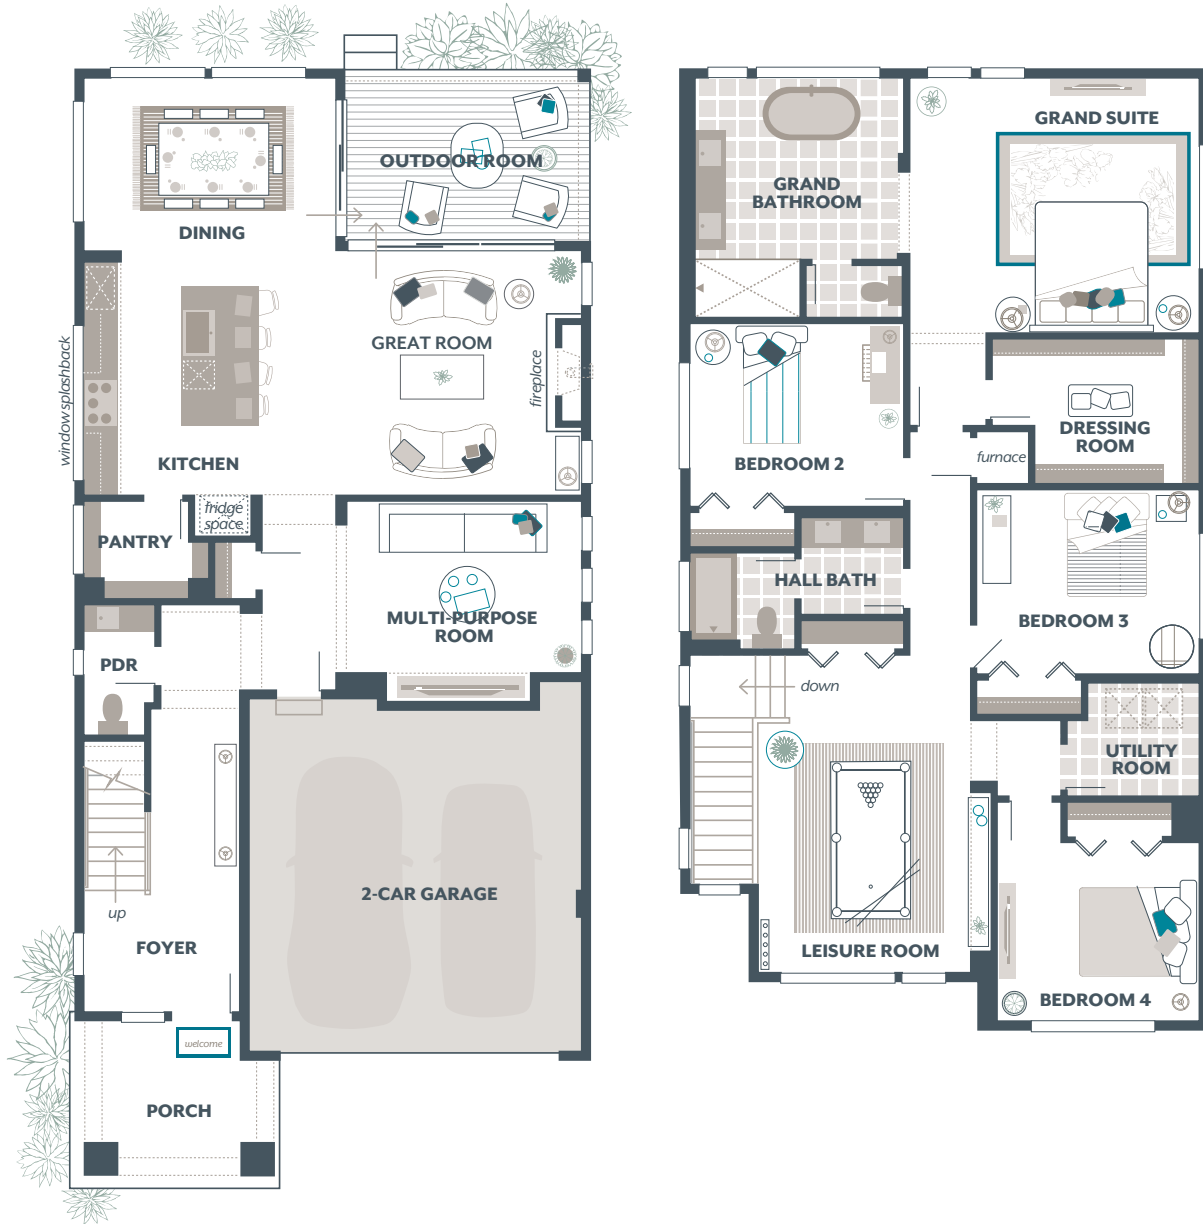 OUTDOOR ROOM
DINING
GREAT ROOM
window splashback
fireplace
KITCHEN
fridge
space
PANTRY
MULTI-PURPOSE
ROOM
PDR
up
2-CAR GARAGE
FOYER
welcome
PORCH
GRAND SUITE
GRAND
BATHROOM
DRESSING
ROOM
BEDROOM 2
furnace
HALL BATH
BEDROOM 3
down
UTILITY
ROOM
LEISURE ROOM
BEDROOM 4